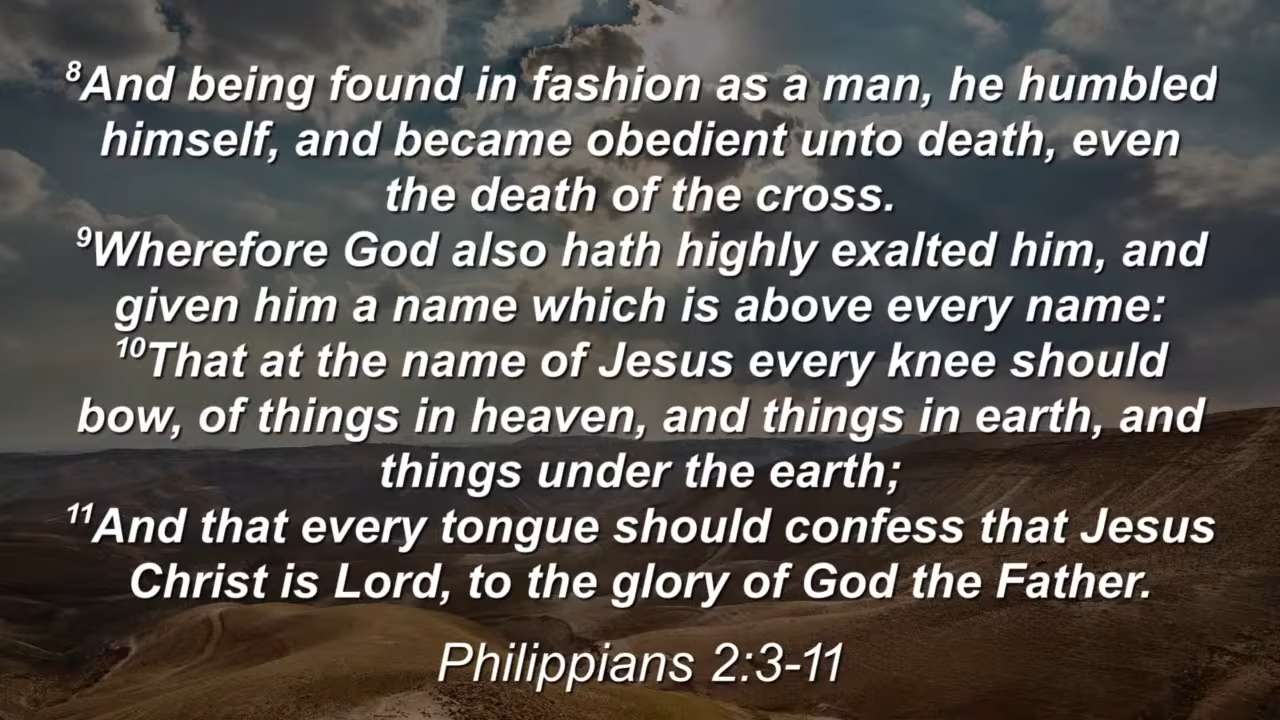 ⁸And being found in fashion as a man, he humbled
himself, and became obedient unto death, even
the death of the cross.
⁹Wherefore God also hath highly exalted him, and
given him a name which is above every name:
¹⁰That at the name of Jesus every knee should
bow, of things in heaven, and things in earth, and
things under the earth;
¹¹And that every tongue should confess that Jesus
Christ is Lord, to the glory of God the Father.
Philippians 2:3-11